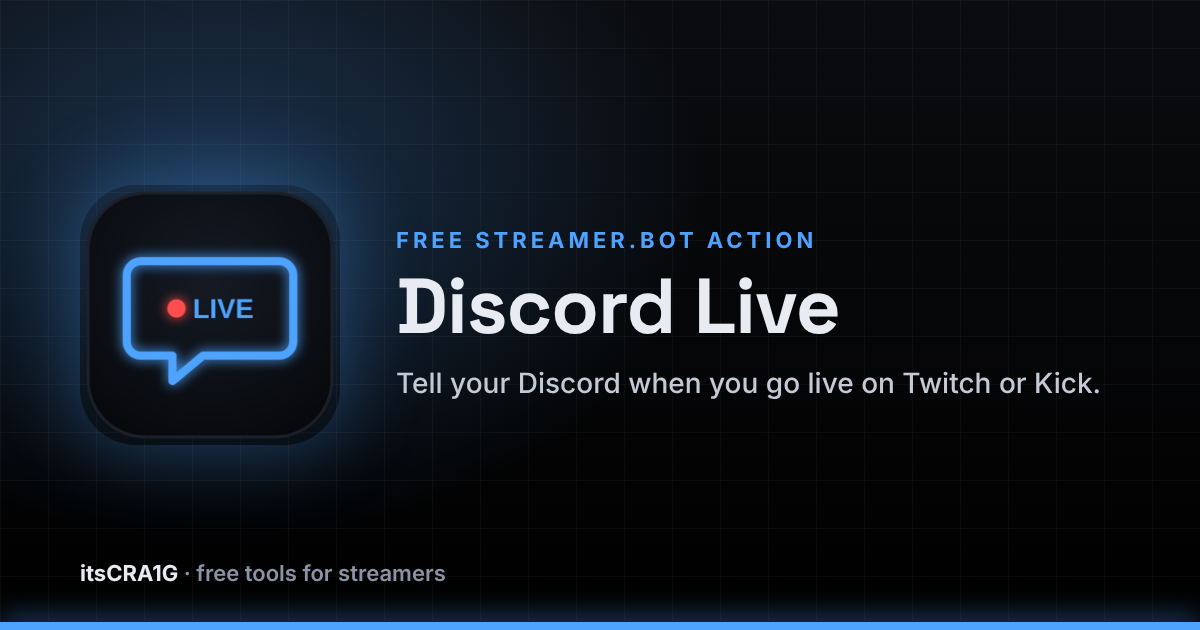 LIVE
FREE STREAMER.BOT ACTION
Discord Live
Tell your Discord when you go live on Twitch or Kick.
itsCRA1G · free tools for streamers